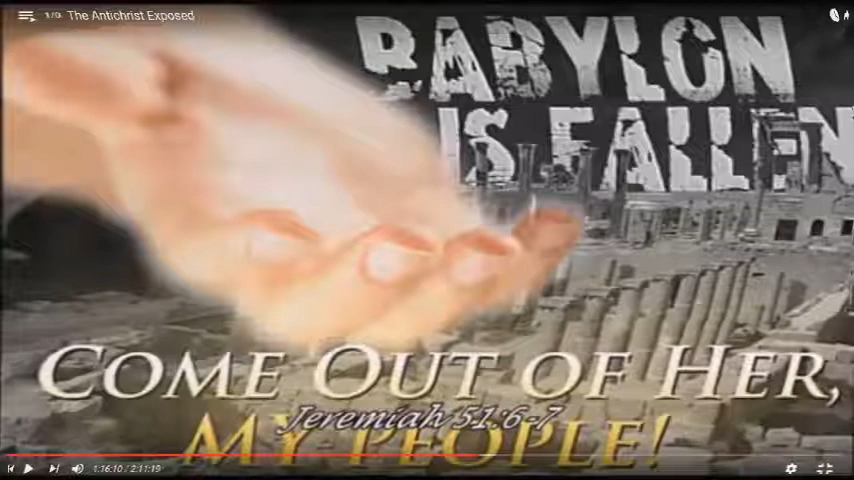 1/9 The Antichrist Exposed
BABYLON
IS FALLEN
COME OUT OF HER,
Jeremiah 51:6-7
MY PEOPLE!
1:16:10 / 2:11:19